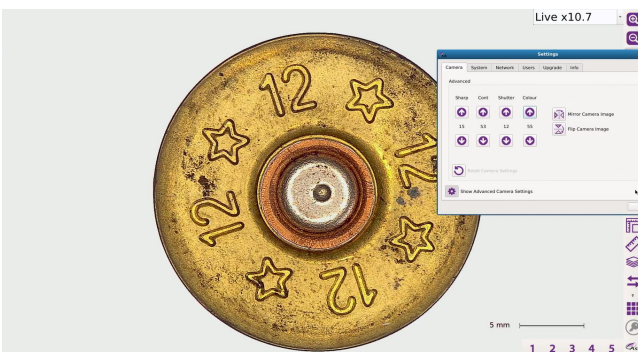 Live x10.7
Settings
Camera System Network Users Upgrade Info
Advanced
Sharp Cont Shutter Colour
Mirror Camera Image
15 53 12 55
Flip Camera Image
Reset Camera Settings
Show Advanced Camera Settings
12
12
12
12
5 mm
1 2 3 4 5